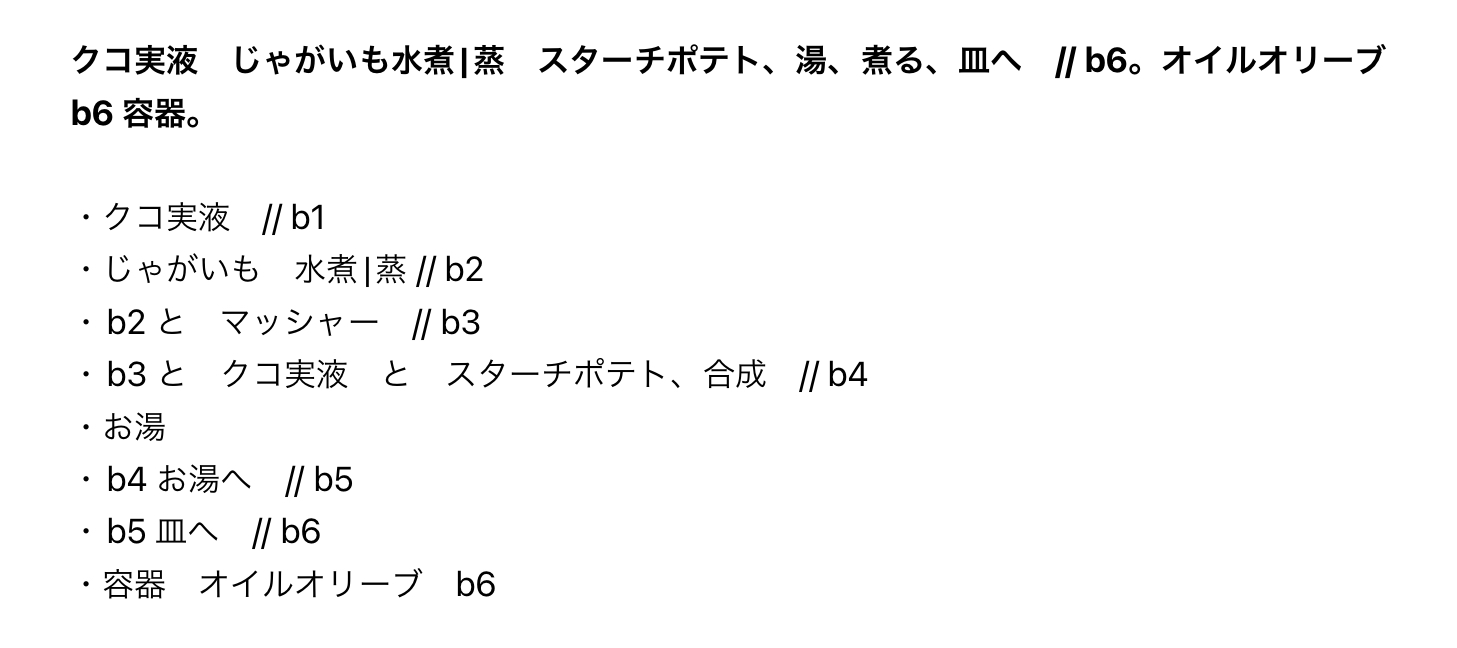 クコ実液　じゃがいも水煮|蒸　スターチポテト、湯、煮る、皿へ　// b6。オイルオリーブ
b6 容器。
・クコ実液　// b1
・じゃがいも　水煮|蒸 // b2
・b2 と　マッシャー　// b3
・b3 と　クコ実液　と　スターチポテト、合成　// b4
・お湯
・b4 お湯へ　// b5
・b5 皿へ　// b6
・容器　オイルオリーブ　b6